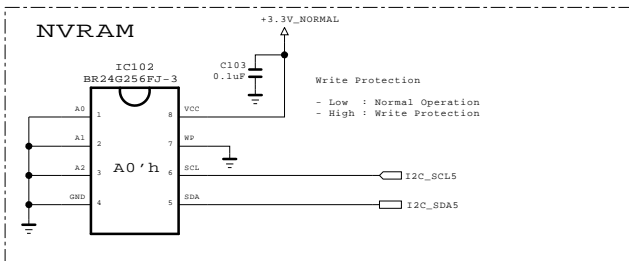 NVRAM
+3.3V_NORMAL
IC102
BR24G256FJ-3
C103
0.1uF
Write Protection
- Low : Normal Operation
- High : Write Protection
A0 1 8 VCC
A1 2 7 WP
A2 3 A0'h 6 SCL I2C_SCL5
GND 4 5 SDA I2C_SDA5